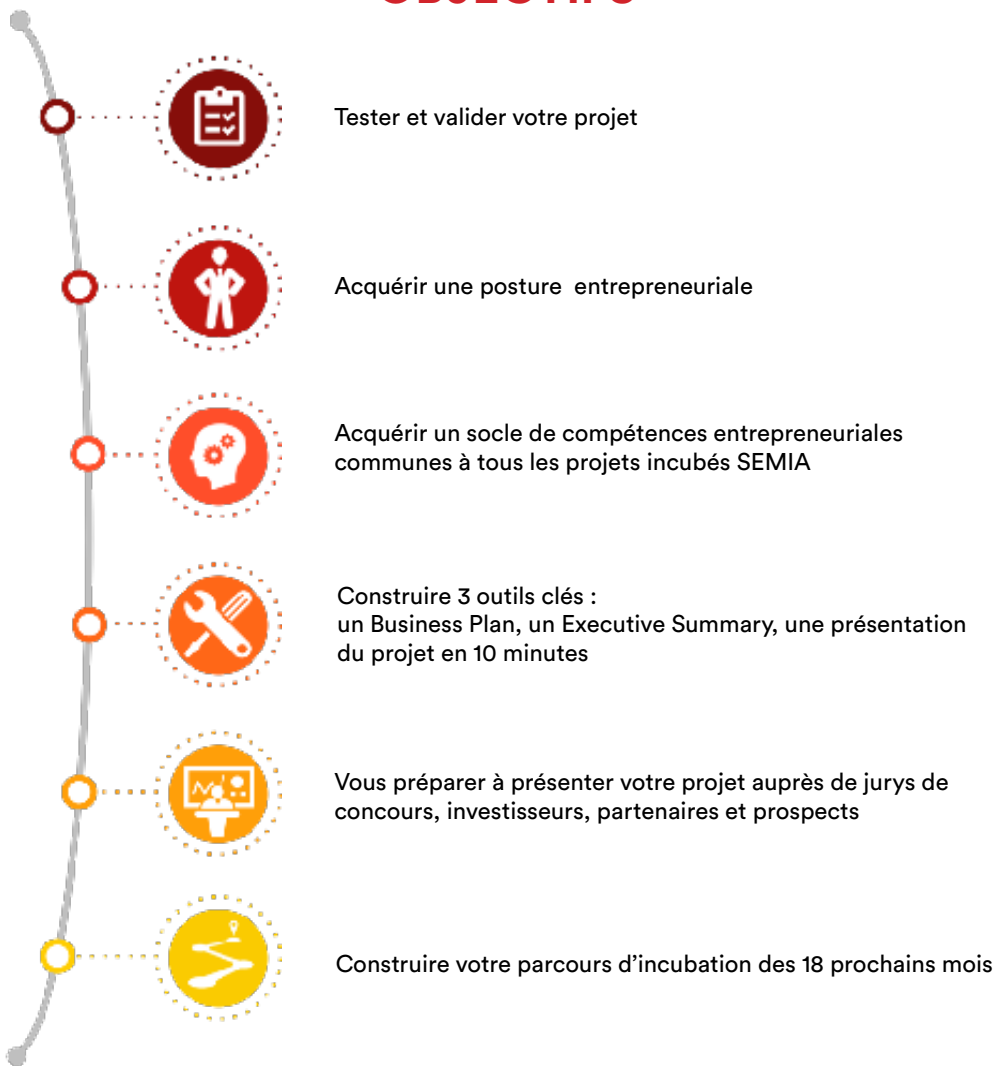 OBJECTIFS
Tester et valider votre projet
Acquérir une posture entrepreneuriale
Acquérir un socle de compétences entrepreneuriales
communes à tous les projets incubés SEMIA
Construire 3 outils clés :
un Business Plan, un Executive Summary, une présentation
du projet en 10 minutes
Vous préparer à présenter votre projet auprès de jurys de
concours, investisseurs, partenaires et prospects
Construire votre parcours d’incubation des 18 prochains mois